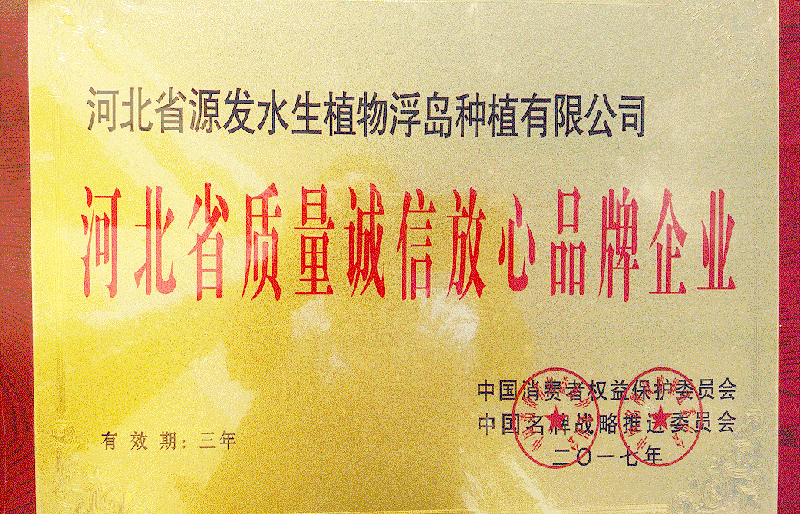 河北省源发水生植物浮岛种植有限公司
河北省质量诚信放心品牌企业
中国消费者权益保护委员会
中国名牌战略推进委员会
有效期：三年
二〇一七年